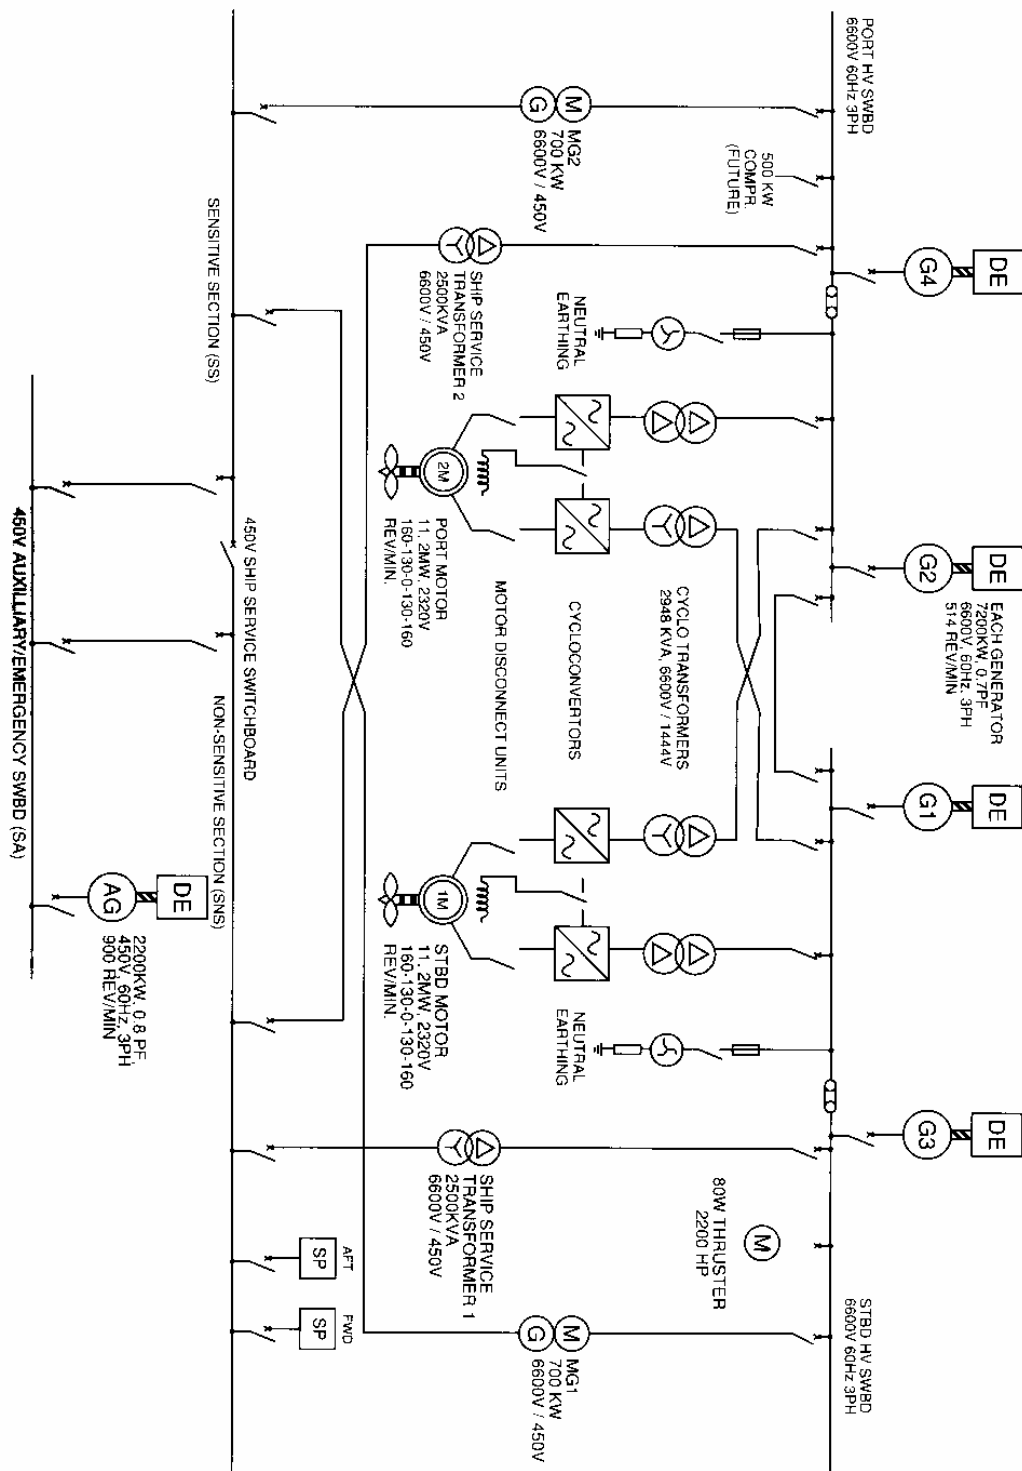 DE
DE
DE
DE
G4
G2
G1
G3
EACH GENERATOR
7200KW, 0.7PF
6600V, 60Hz, 3PH
514 REV/MIN
PORT HV SWBD
6600V 60Hz 3PH
STBD HV SWBD
6600V 60Hz 3PH
500 KW
COMPR.
(FUTURE)
M
80W THRUSTER
2200 HP
CYCLO TRANSFORMERS
2948 KVA, 6600V / 1444V
CYCLOCONVERTORS
MOTOR DISCONNECT UNITS
NEUTRAL
EARTHING
NEUTRAL
EARTHING
M
G
MG2
700 KW
6600V / 450V
SHIP SERVICE
TRANSFORMER 2
2500KVA
6600V / 450V
2M
PORT MOTOR
11, 2MW, 2320V
160-130-0-130-160
REV/MIN.
1M
STBD MOTOR
11, 2MW, 2320V
160-130-0-130-160
REV/MIN.
SHIP SERVICE
TRANSFORMER 1
2500KVA
6600V / 450V
M
G
MG1
700 KW
6600V / 450V
AFT
SP
FWD
SP
450V SHIP SERVICE SWITCHBOARD
SENSITIVE SECTION (SS)
NON-SENSITIVE SECTION (SNS)
DE
AG
2200KW, 0.8 PF,
450V, 60Hz, 3PH
900 REV/MIN
450V AUXILLIARY/EMERGENCY SWBD (SA)